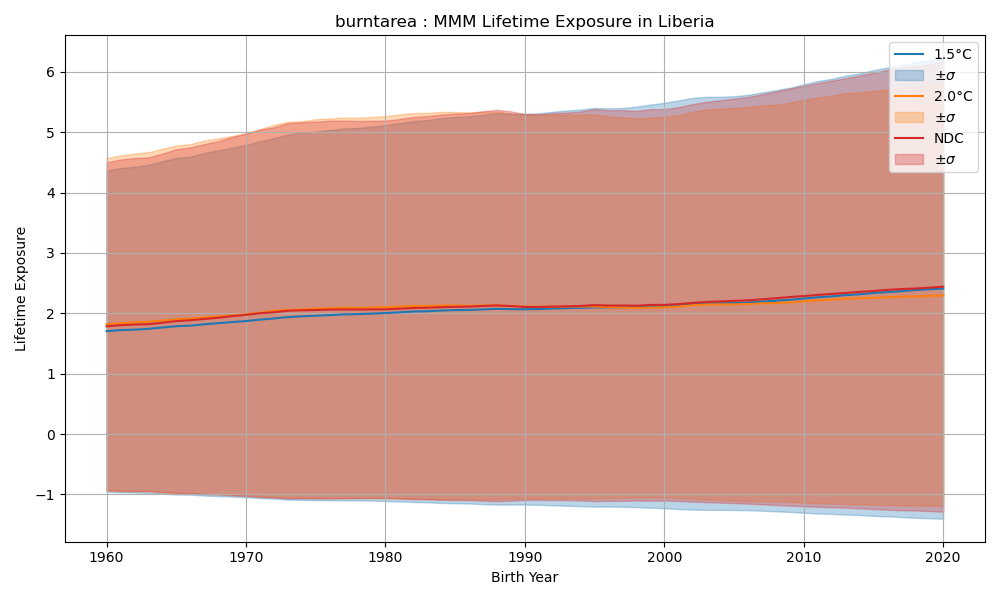 burntarea : MMM Lifetime Exposure in Liberia
Lifetime Exposure
6
5
4
3
2
1
0
−1
1960 1970 1980 1990 2000 2010 2020
Birth Year
1.5°C
±σ
2.0°C
±σ
NDC
±σ